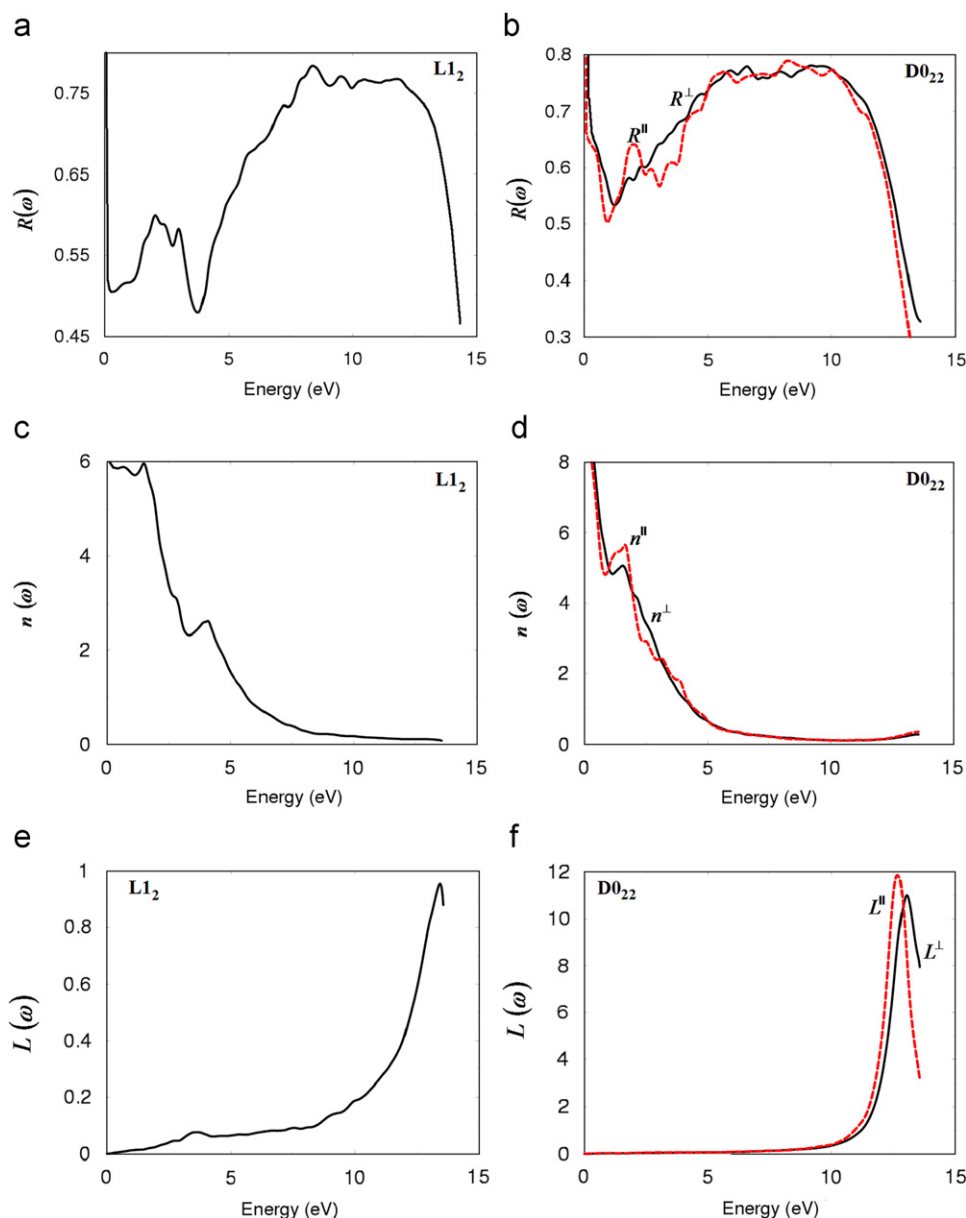 a
L1₂
0.75
0.65
0.55
0.45
R(ω)
0 5 10 15
Energy (eV)
b
D0₂₂
0.8
0.7
0.6
0.5
0.4
0.3
R(ω)
R∥
R⊥
0 5 10 15
Energy (eV)
c
L1₂
6
4
2
0
n (ω)
0 5 10 15
Energy (eV)
d
D0₂₂
8
6
4
2
0
n (ω)
n∥
n⊥
0 5 10 15
Energy (eV)
e
L1₂
1
0.8
0.6
0.4
0.2
0
L (ω)
0 5 10 15
Energy (eV)
f
D0₂₂
12
10
8
6
4
2
0
L (ω)
L∥
L⊥
0 5 10 15
Energy (eV)